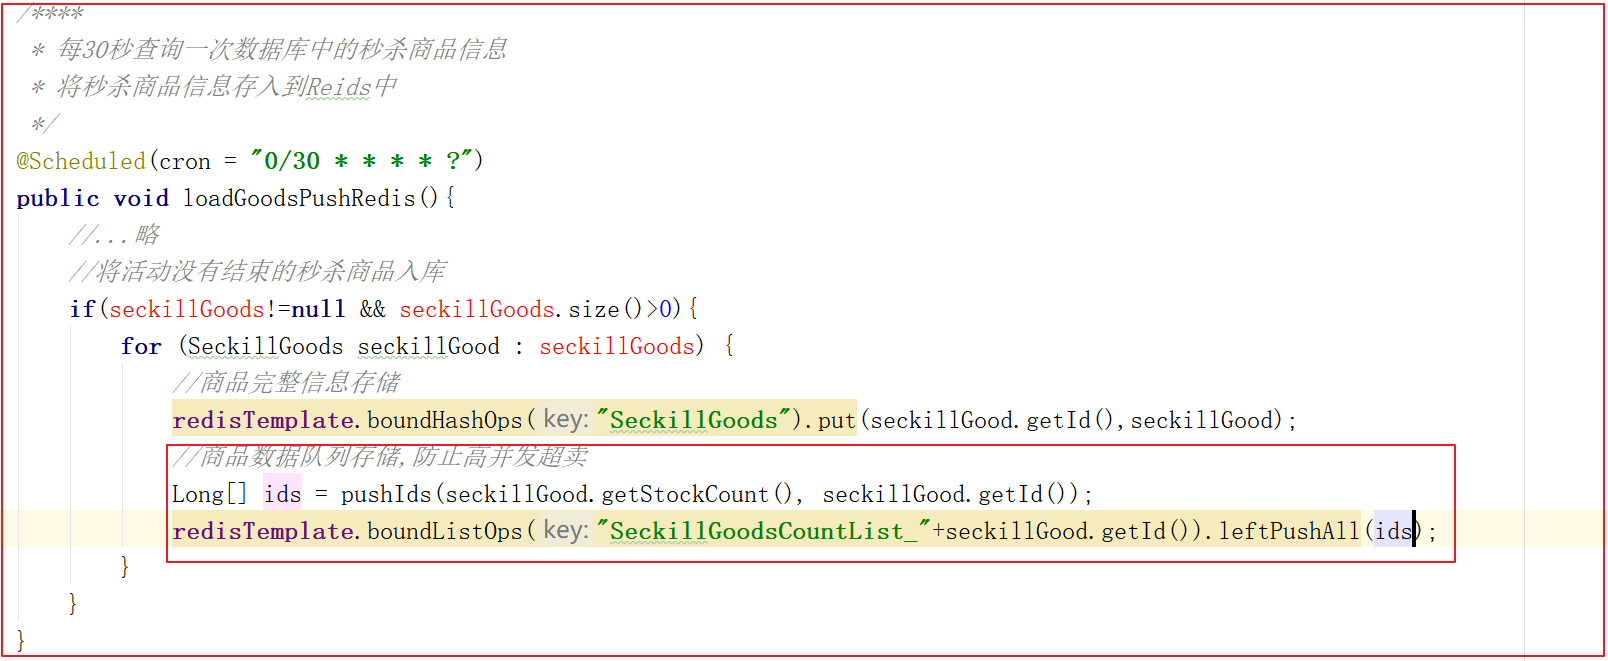 /****
 * 每30秒查询一次数据库中的秒杀商品信息
 * 将秒杀商品信息存入到Reids中
 */
@Scheduled(cron = "0/30 * * * * ?")
public void loadGoodsPushRedis(){
    //...略
    //将活动没有结束的秒杀商品入库
    if(seckillGoods!=null && seckillGoods.size()>0){
        for (SeckillGoods seckillGood : seckillGoods) {
            //商品完整信息存储
            redisTemplate.boundHashOps( key: "SeckillGoods").put(seckillGood.getId(),seckillGood);
            //商品数据队列存储,防止高并发超卖
            Long[] ids = pushIds(seckillGood.getStockCount(), seckillGood.getId());
            redisTemplate.boundListOps( key: "SeckillGoodsCountList_"+seckillGood.getId()).leftPushAll(ids);
        }
    }
}